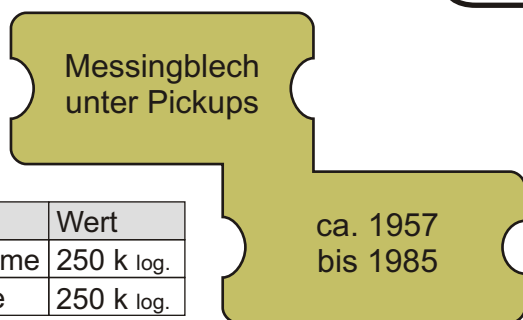 Messingblech
unter Pickups
ca. 1957
bis 1985
Wert
250 k log.
250 k log.